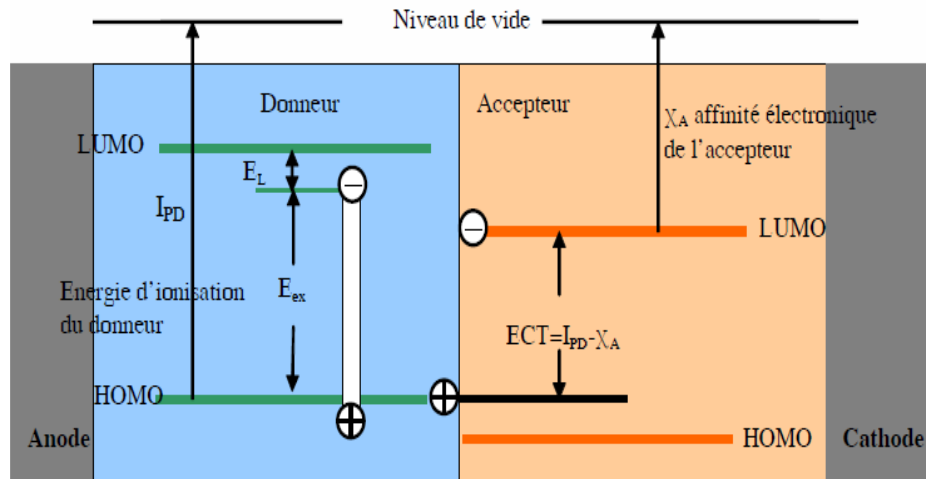 Niveau de vide
Donneur
Accepteur
χA affinité électronique
de l'accepteur
LUMO
EL
IPD
LUMO
Energie d'ionisation
du donneur
Eex
ECT=IPD-χA
HOMO
Anode
HOMO
Cathode